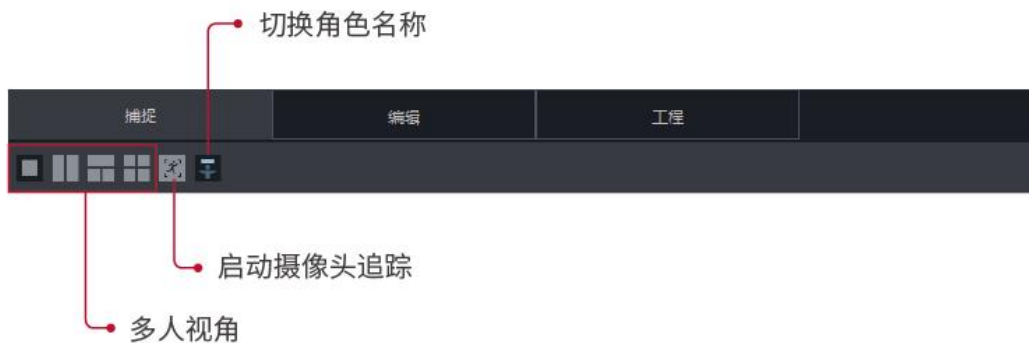 切换角色名称
捕捉 编辑 工程
启动摄像头追踪
多人视角